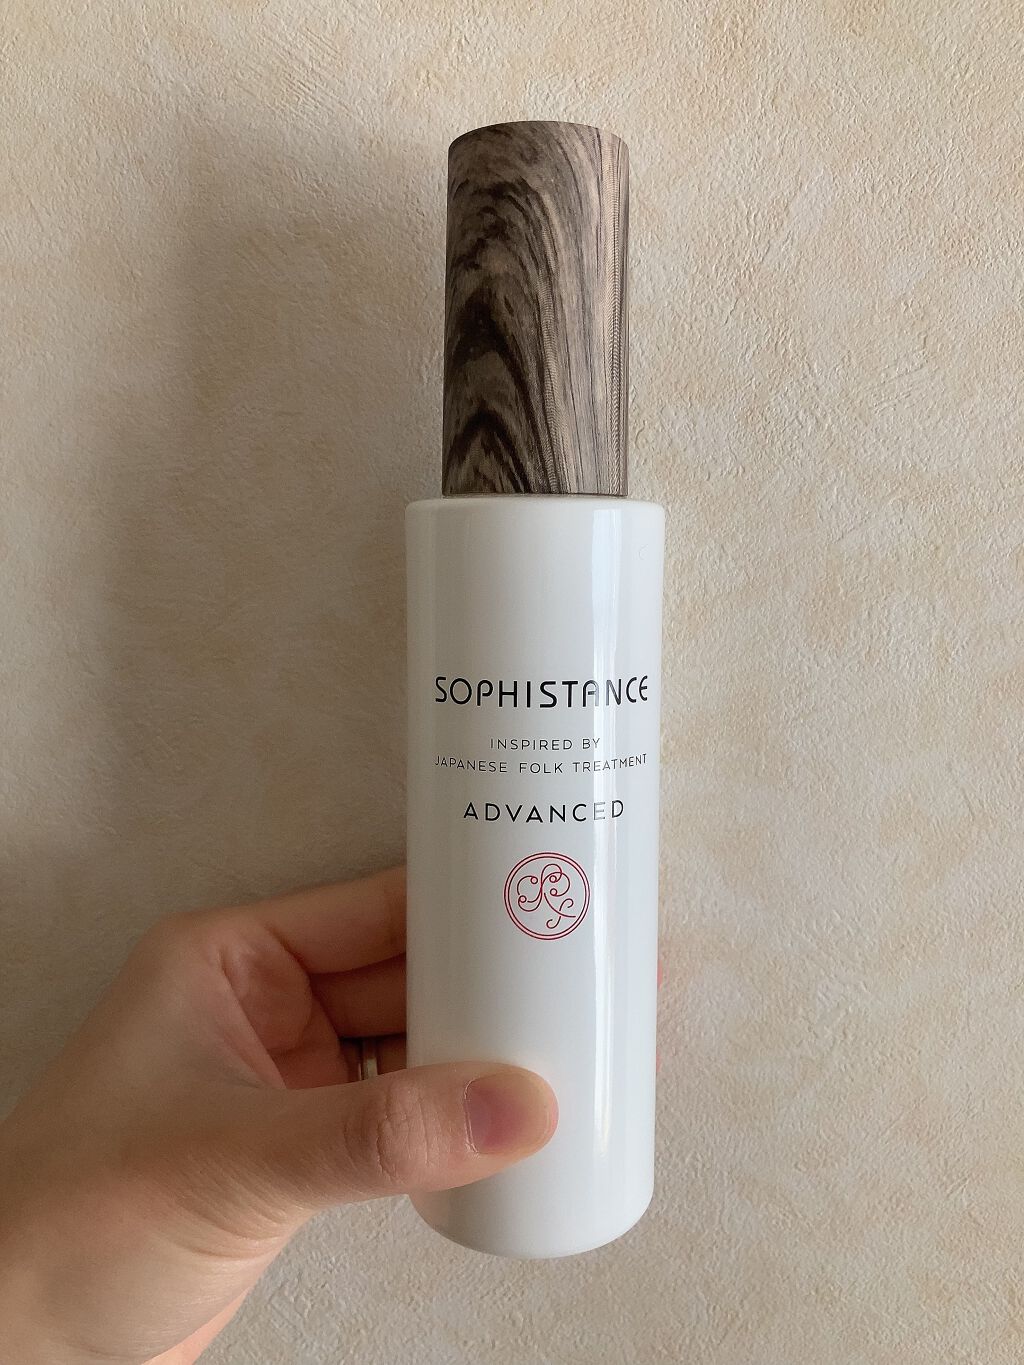 SOPHISTANCE
INSPIRED BY
JAPANESE FOLK TREATMENT
ADVANCED